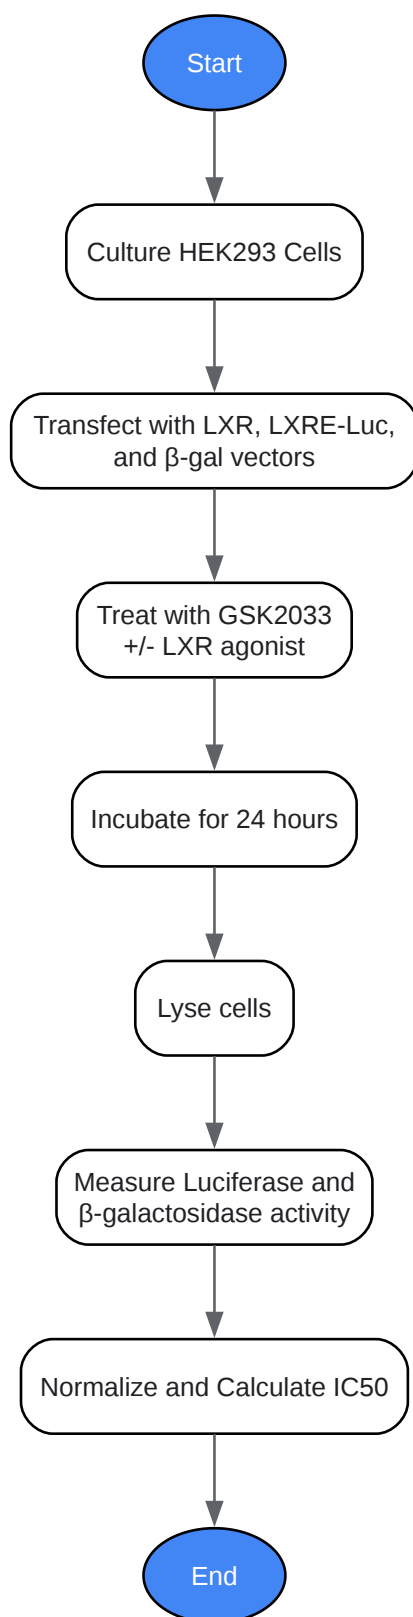 Start
Culture HEK293 Cells
Transfect with LXR, LXRE-Luc,
and β-gal vectors
Treat with GSK2033
+/- LXR agonist
Incubate for 24 hours
Lyse cells
Measure Luciferase and
β-galactosidase activity
Normalize and Calculate IC50
End